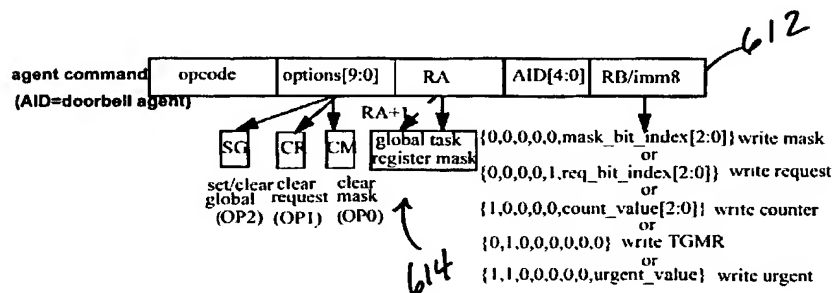 612
agent command
(AID=doorbell agent)
opcode
options[9:0]
RA
AID[4:0]
RB/imm8
RA+1
SG
CR
CM
global task
register mask
set/clear
global
(OP2)
clear
request
(OP1)
clear
mask
(OP0)
614
{0,0,0,0,0,mask_bit_index[2:0]} write mask
or
{0,0,0,0,1,req_bit_index[2:0]} write request
or
{1,0,0,0,0,count_value[2:0]} write counter
or
{0,1,0,0,0,0,0,0} write TGMR
or
{1,1,0,0,0,0,0,urgent_value} write urgent